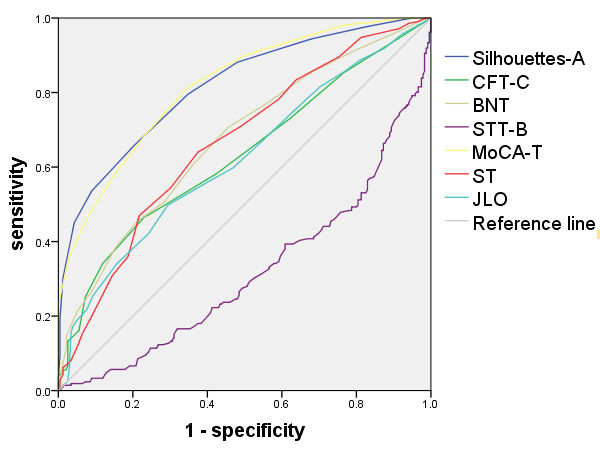 1.0
0.8
0.6
0.4
0.2
0.0
sensitivity
0.0 0.2 0.4 0.6 0.8 1.0
1 - specificity
Silhouettes-A
CFT-C
BNT
STT-B
MoCA-T
ST
JLO
Reference line